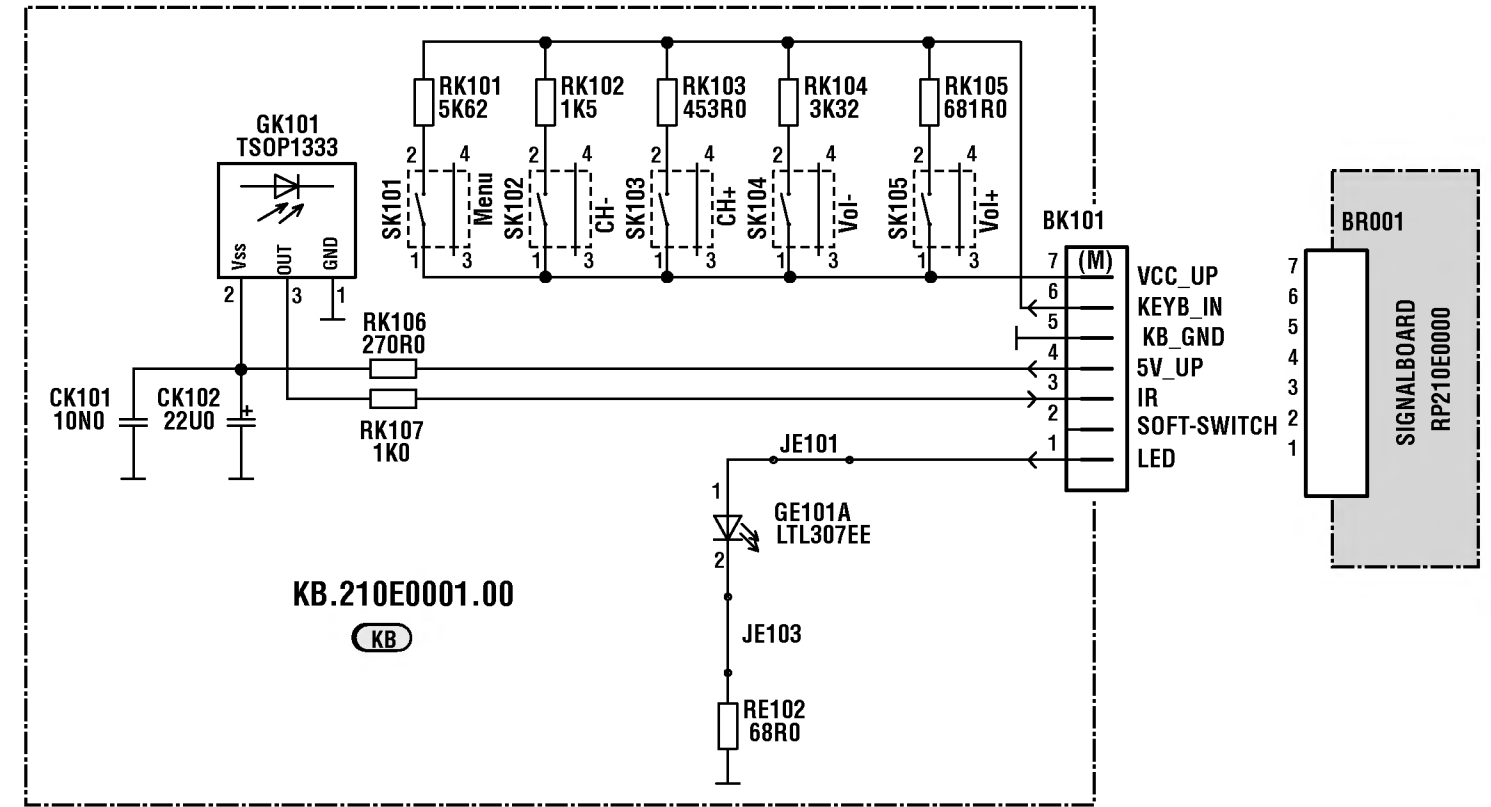 RK101
5K62
RK102
1K5
RK103
453R0
RK104
3K32
RK105
681R0
GK101
TSOP1333
2 4
2 4
2 4
2 4
2 4
SK101
Menu
SK102
CH-
SK103
CH+
SK104
Vol-
SK105
Vol+
1 3
1 3
1 3
1 3
1 3
Vss
OUT
GND
2 3 1
BK101
(M)
7 VCC_UP
6 KEYB_IN
5 KB_GND
4 5V_UP
3 IR
2 SOFT-SWITCH
1 LED
BR001
7
6
5
4
3
2
1
SIGNALBOARD
RP210E0000
RK106
270R0
CK101
10N0
CK102
22U0
+
RK107
1K0
JE101
1
GE101A
LTL307EE
2
KB.210E0001.00
KB
JE103
RE102
68R0